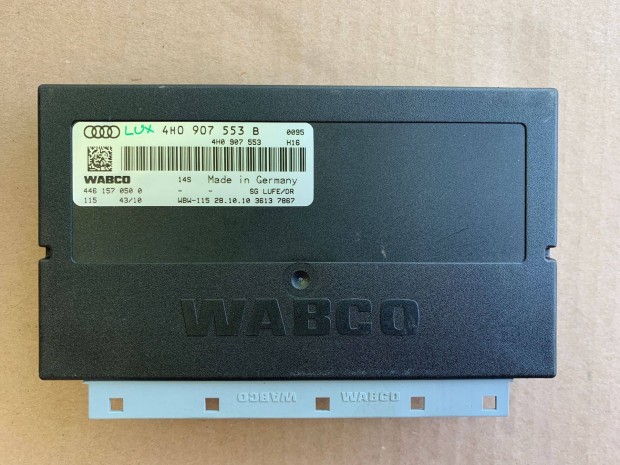 LUX 4H0 907 553 B 0095
4H0 907 553 H16
WABCO 14S Made in Germany
446 157 050 0 - - SG LUFE/DR
115 43/10 WBW-115 28.10.10 3613 7867
WABCO
WABCO WABCO